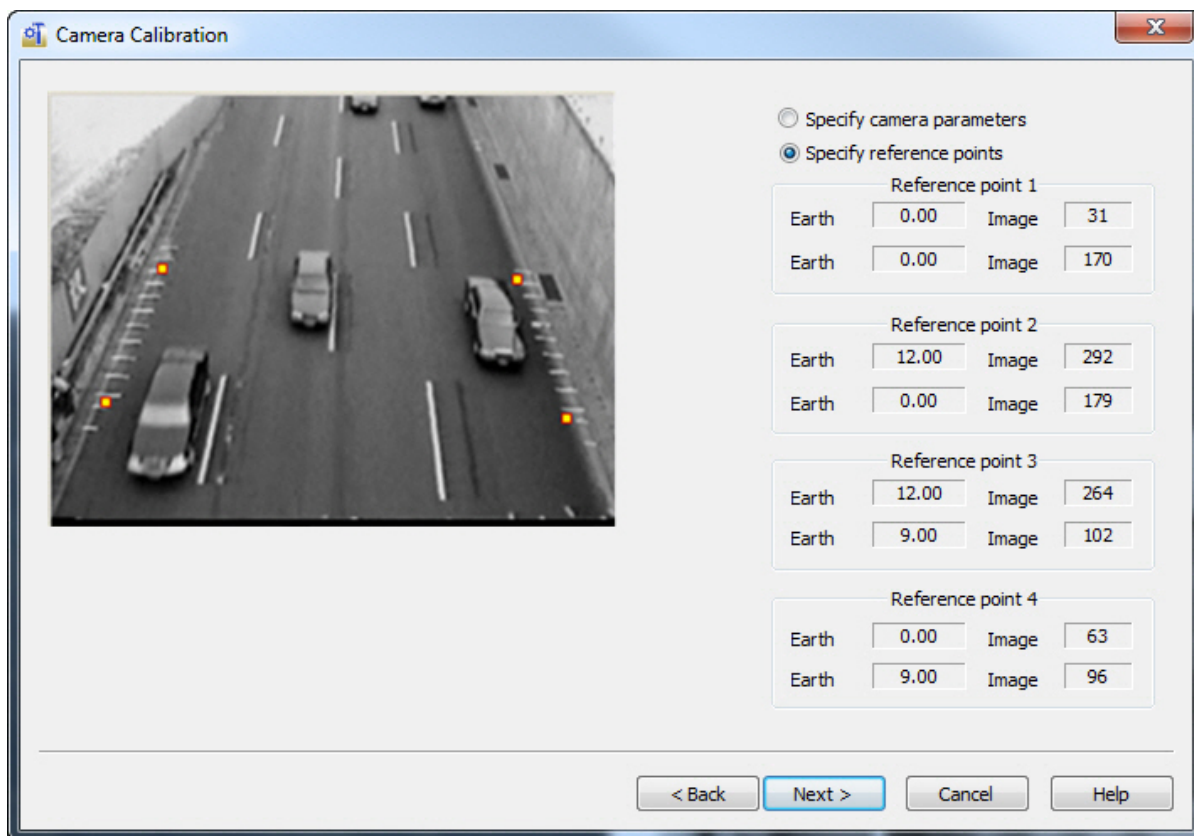 Camera Calibration
Specify camera parameters
Specify reference points
Reference point 1
Earth 0.00 Image 31
Earth 0.00 Image 170
Reference point 2
Earth 12.00 Image 292
Earth 0.00 Image 179
Reference point 3
Earth 12.00 Image 264
Earth 9.00 Image 102
Reference point 4
Earth 0.00 Image 63
Earth 9.00 Image 96
< Back Next > Cancel Help